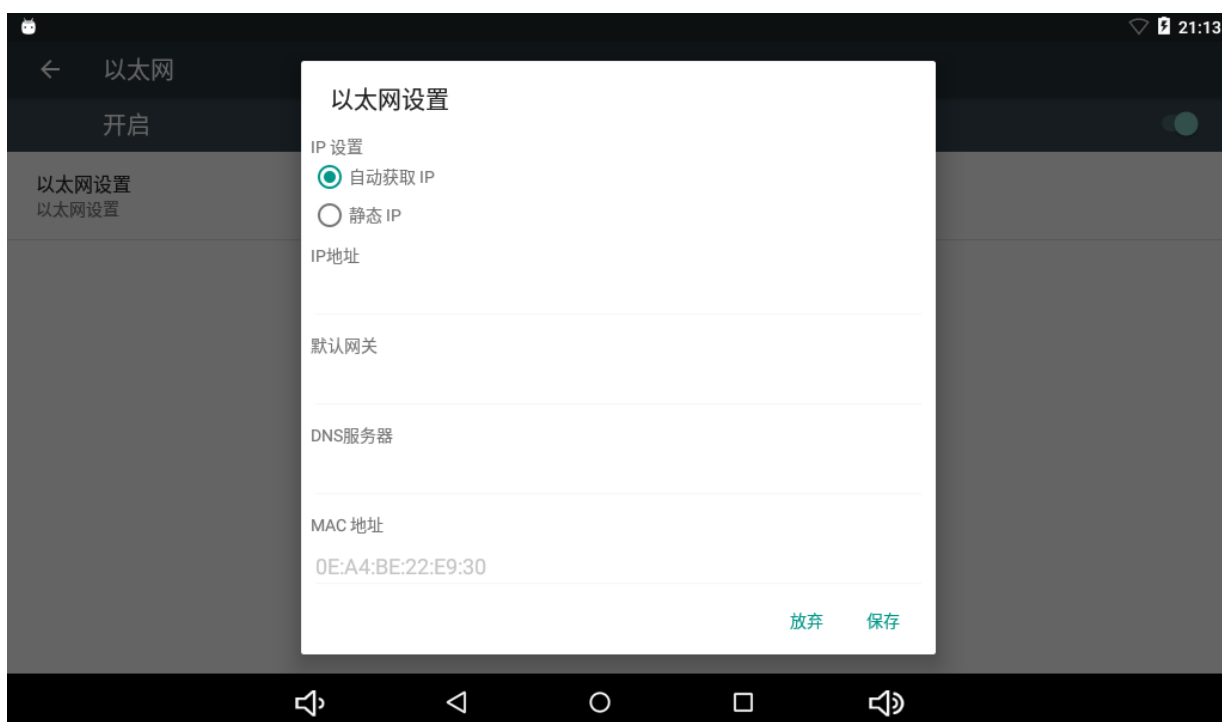 21:13
以太网
开启
以太网设置
以太网设置
以太网设置
IP 设置
自动获取 IP
静态 IP
IP地址
默认网关
DNS服务器
MAC 地址
0E:A4:BE:22:E9:30
放弃 保存